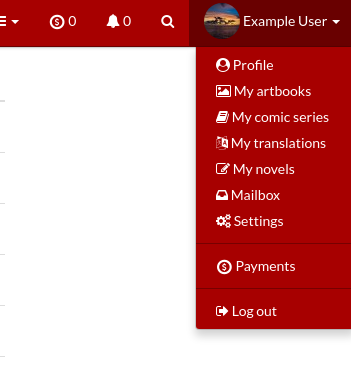 0 0 Example User
Profile
My artbooks
My comic series
My translations
My novels
Mailbox
Settings
Payments
Log out